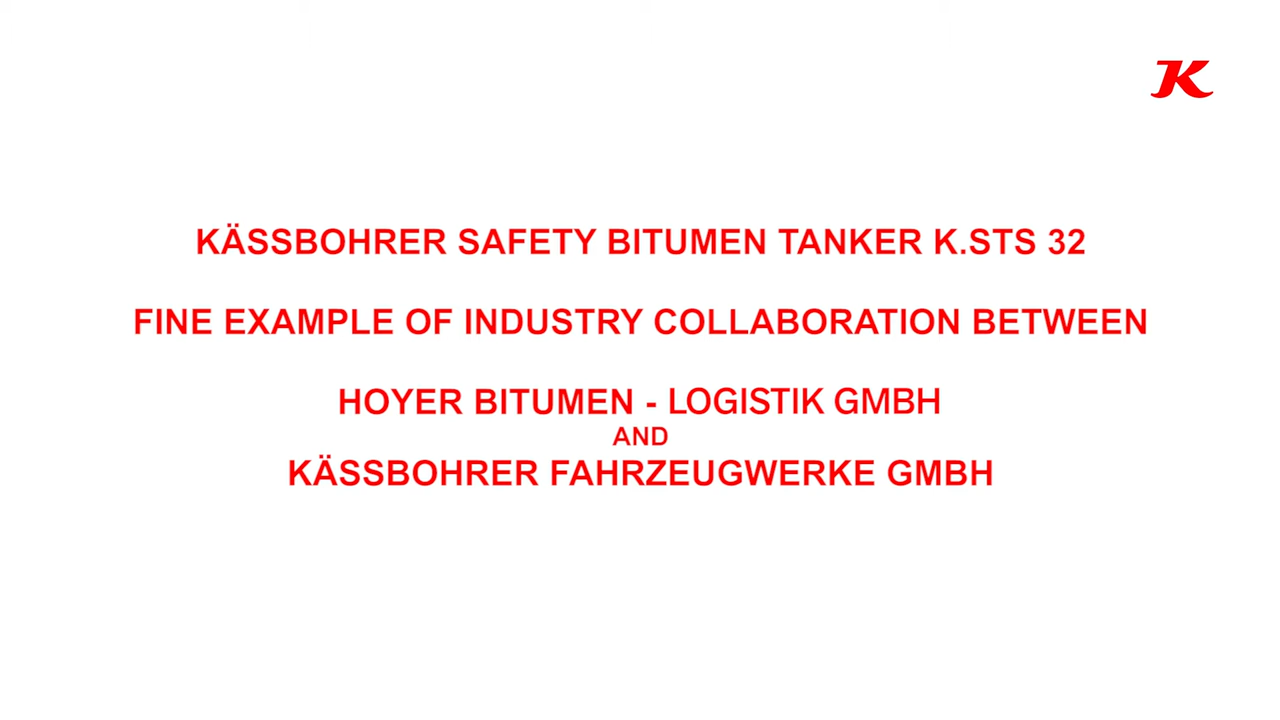 K
KÄSSBOHRER SAFETY BITUMEN TANKER K.STS 32
FINE EXAMPLE OF INDUSTRY COLLABORATION BETWEEN
HOYER BITUMEN - LOGISTIK GMBH
AND
KÄSSBOHRER FAHRZEUGWERKE GMBH